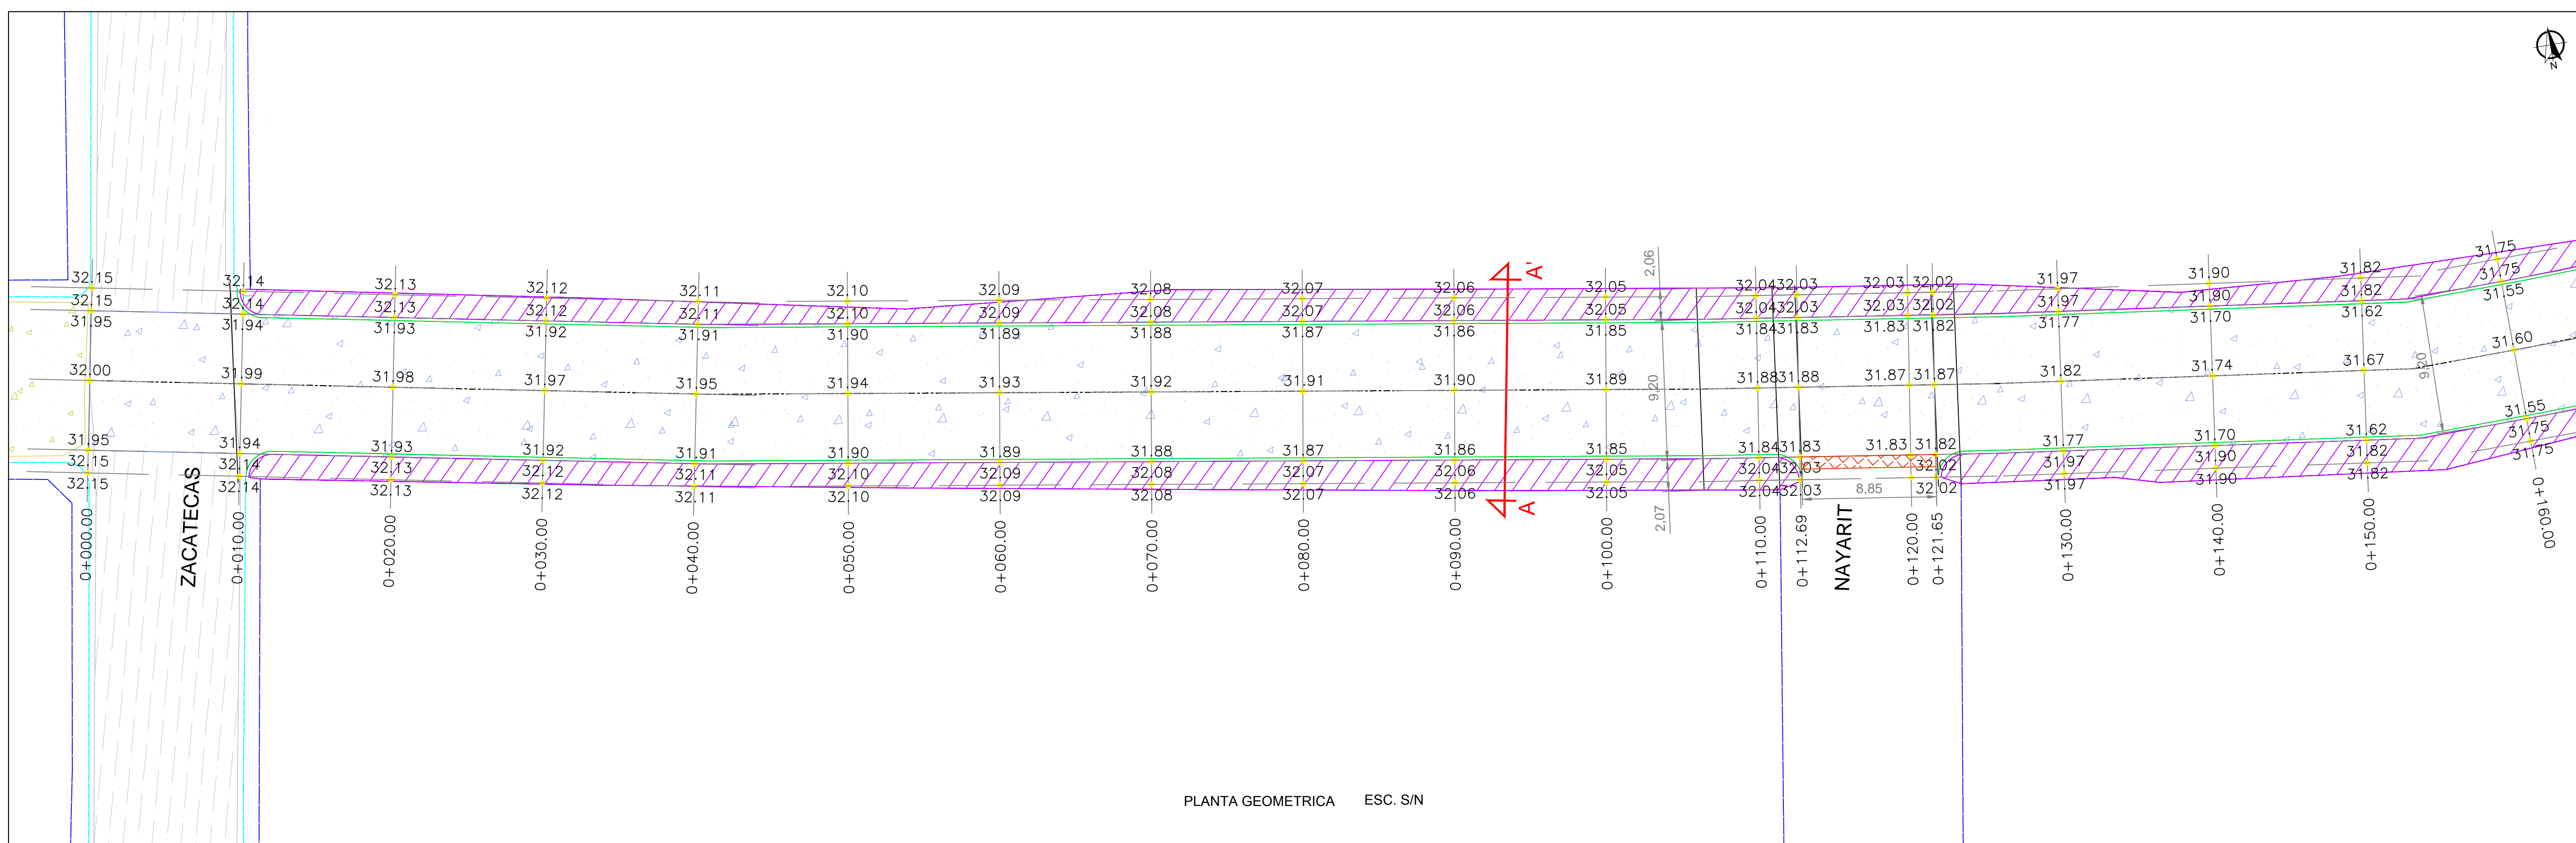 N
32.15 32.14 32.13 32.12 32.11 32.10 32.09 32.08 32.07 32.06 32.05 32.04 32.03 32.03 32.02 31.97 31.90 31.82 31.75
32.15 32.14 32.13 32.12 32.11 32.10 32.09 32.08 32.07 32.06 32.05 32.04 32.03 32.03 32.02 31.97 31.90 31.82 31.75
31.95 31.94 31.93 31.92 31.91 31.90 31.89 31.88 31.87 31.86 31.85 31.84 31.83 31.83 31.82 31.77 31.70 31.62 31.55
2,06
A'
32.00 31.99 31.98 31.97 31.95 31.94 31.93 31.92 31.91 31.90 31.89 31.88 31.88 31.87 31.87 31.82 31.74 31.67 31.60
9,20
9,20
31.95 31.94 31.93 31.92 31.91 31.90 31.89 31.88 31.87 31.86 31.85 31.84 31.83 31.83 31.82 31.77 31.70 31.62 31.55
32.15 32.14 32.13 32.12 32.11 32.10 32.09 32.08 32.07 32.06 32.05 32.04 32.03 32.02 31.97 31.90 31.82 31.75
32.15 32.14 32.13 32.12 32.11 32.10 32.09 32.08 32.07 32.06 32.05 32.04 32.03 32.02 31.97 31.90 31.82 31.75
A
2,07
8,85
0+000.00
ZACATECAS
0+010.00
0+020.00
0+030.00
0+040.00
0+050.00
0+060.00
0+070.00
0+080.00
0+090.00
0+100.00
0+110.00
0+112.69
NAYARIT
0+120.00
0+121.65
0+130.00
0+140.00
0+150.00
0+160.00
PLANTA GEOMETRICA ESC. S/N